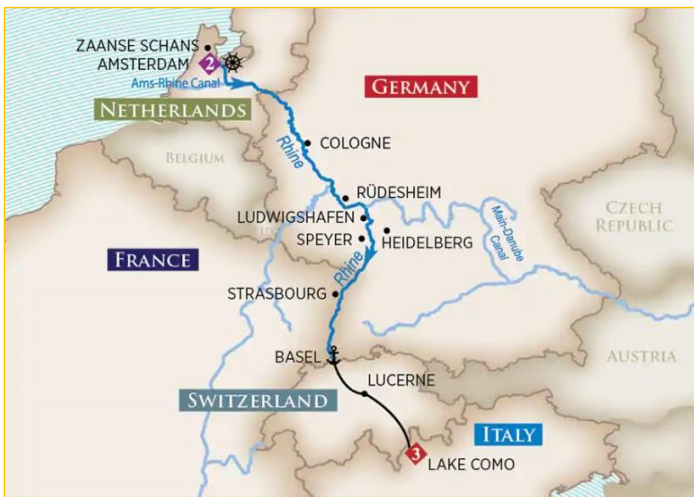 ZAANSE SCHANS
AMSTERDAM
2
Ams-Rhine Canal
NETHERLANDS
GERMANY
BELGIUM
Rhine
COLOGNE
RÜDESHEIM
LUDWIGSHAFEN
SPEYER
HEIDELBERG
Main-Danube
Canal
CZECH
REPUBLIC
FRANCE
Rhine
STRASBOURG
BASEL
LUCERNE
AUSTRIA
SWITZERLAND
ITALY
3
LAKE COMO